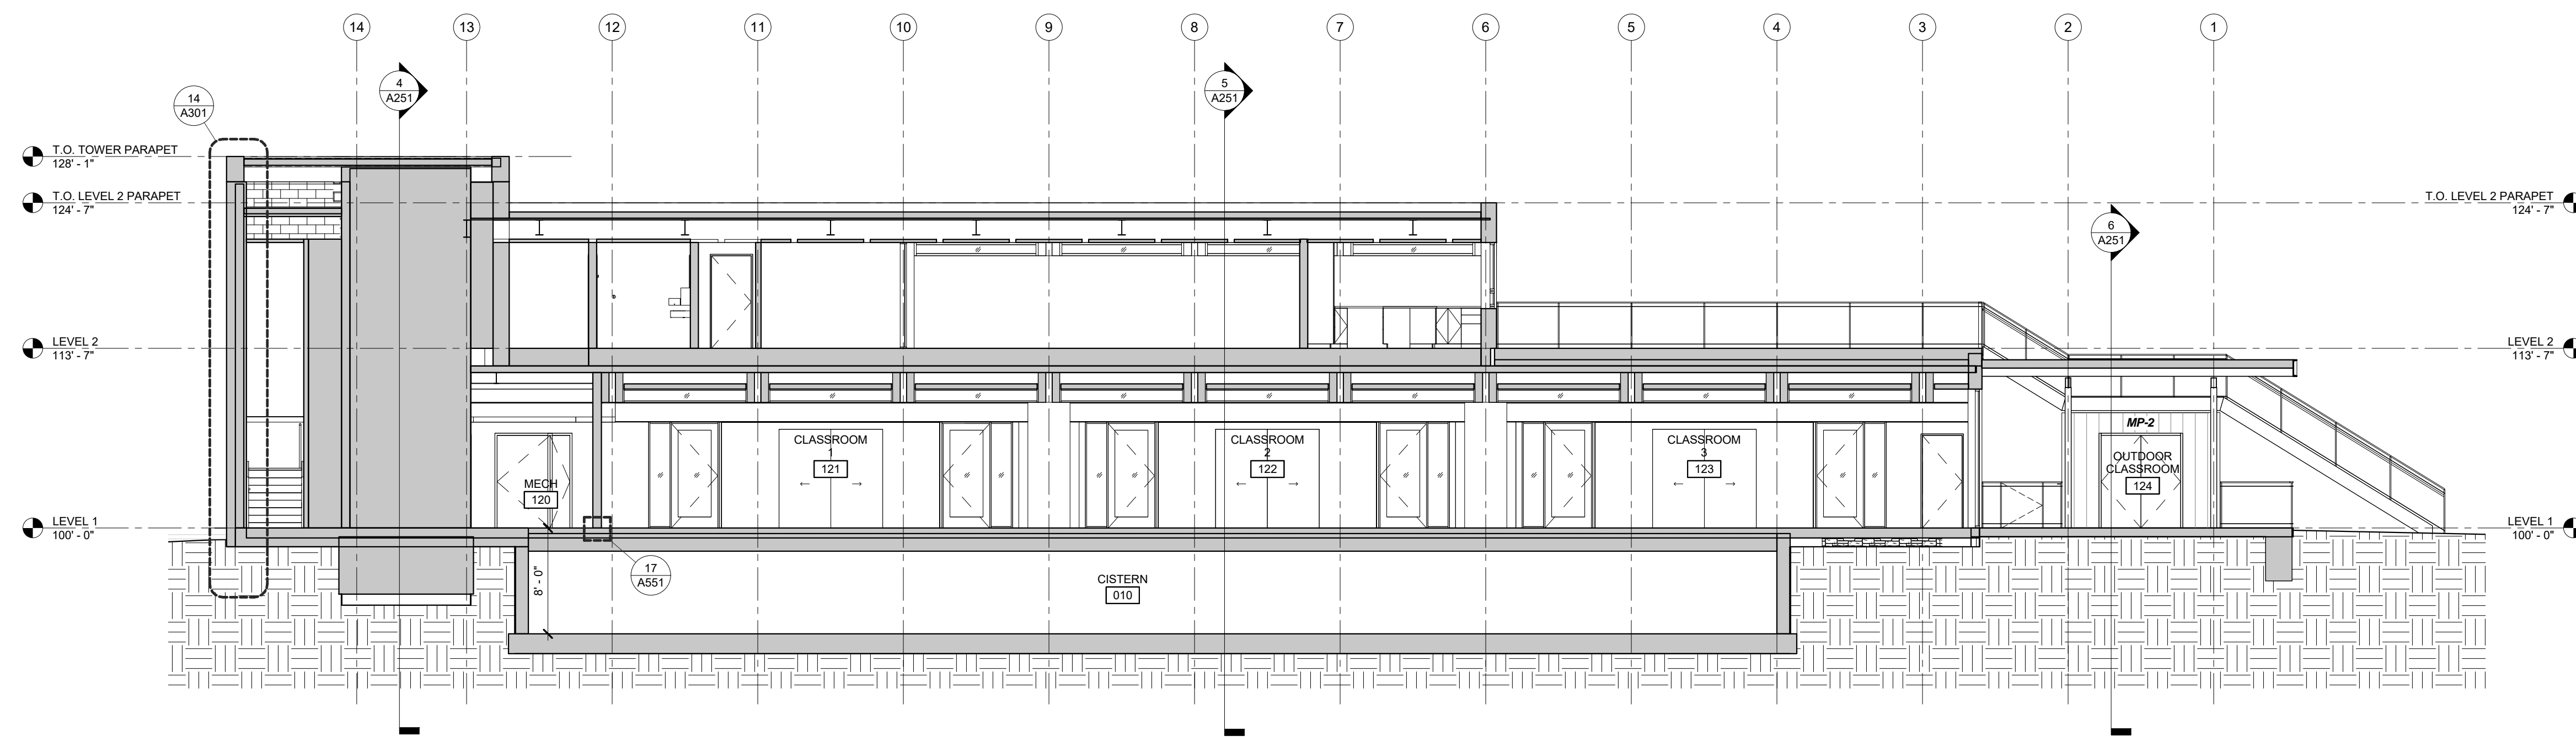 14
13
12
11
10
9
8
7
6
5
4
3
2
1
4
A251
5
A251
14
A301
T.O. TOWER PARAPET
128' - 1"
T.O. LEVEL 2 PARAPET
124' - 7"
T.O. LEVEL 2 PARAPET
124' - 7"
6
A251
LEVEL 2
113' - 7"
LEVEL 2
113' - 7"
MP-2
CLASSROOM
1
121
CLASSROOM
2
122
CLASSROOM
3
123
OUTDOOR
CLASSROOM
124
MECH
120
LEVEL 1
100' - 0"
LEVEL 1
100' - 0"
17
A551
8' - 0"
CISTERN
010